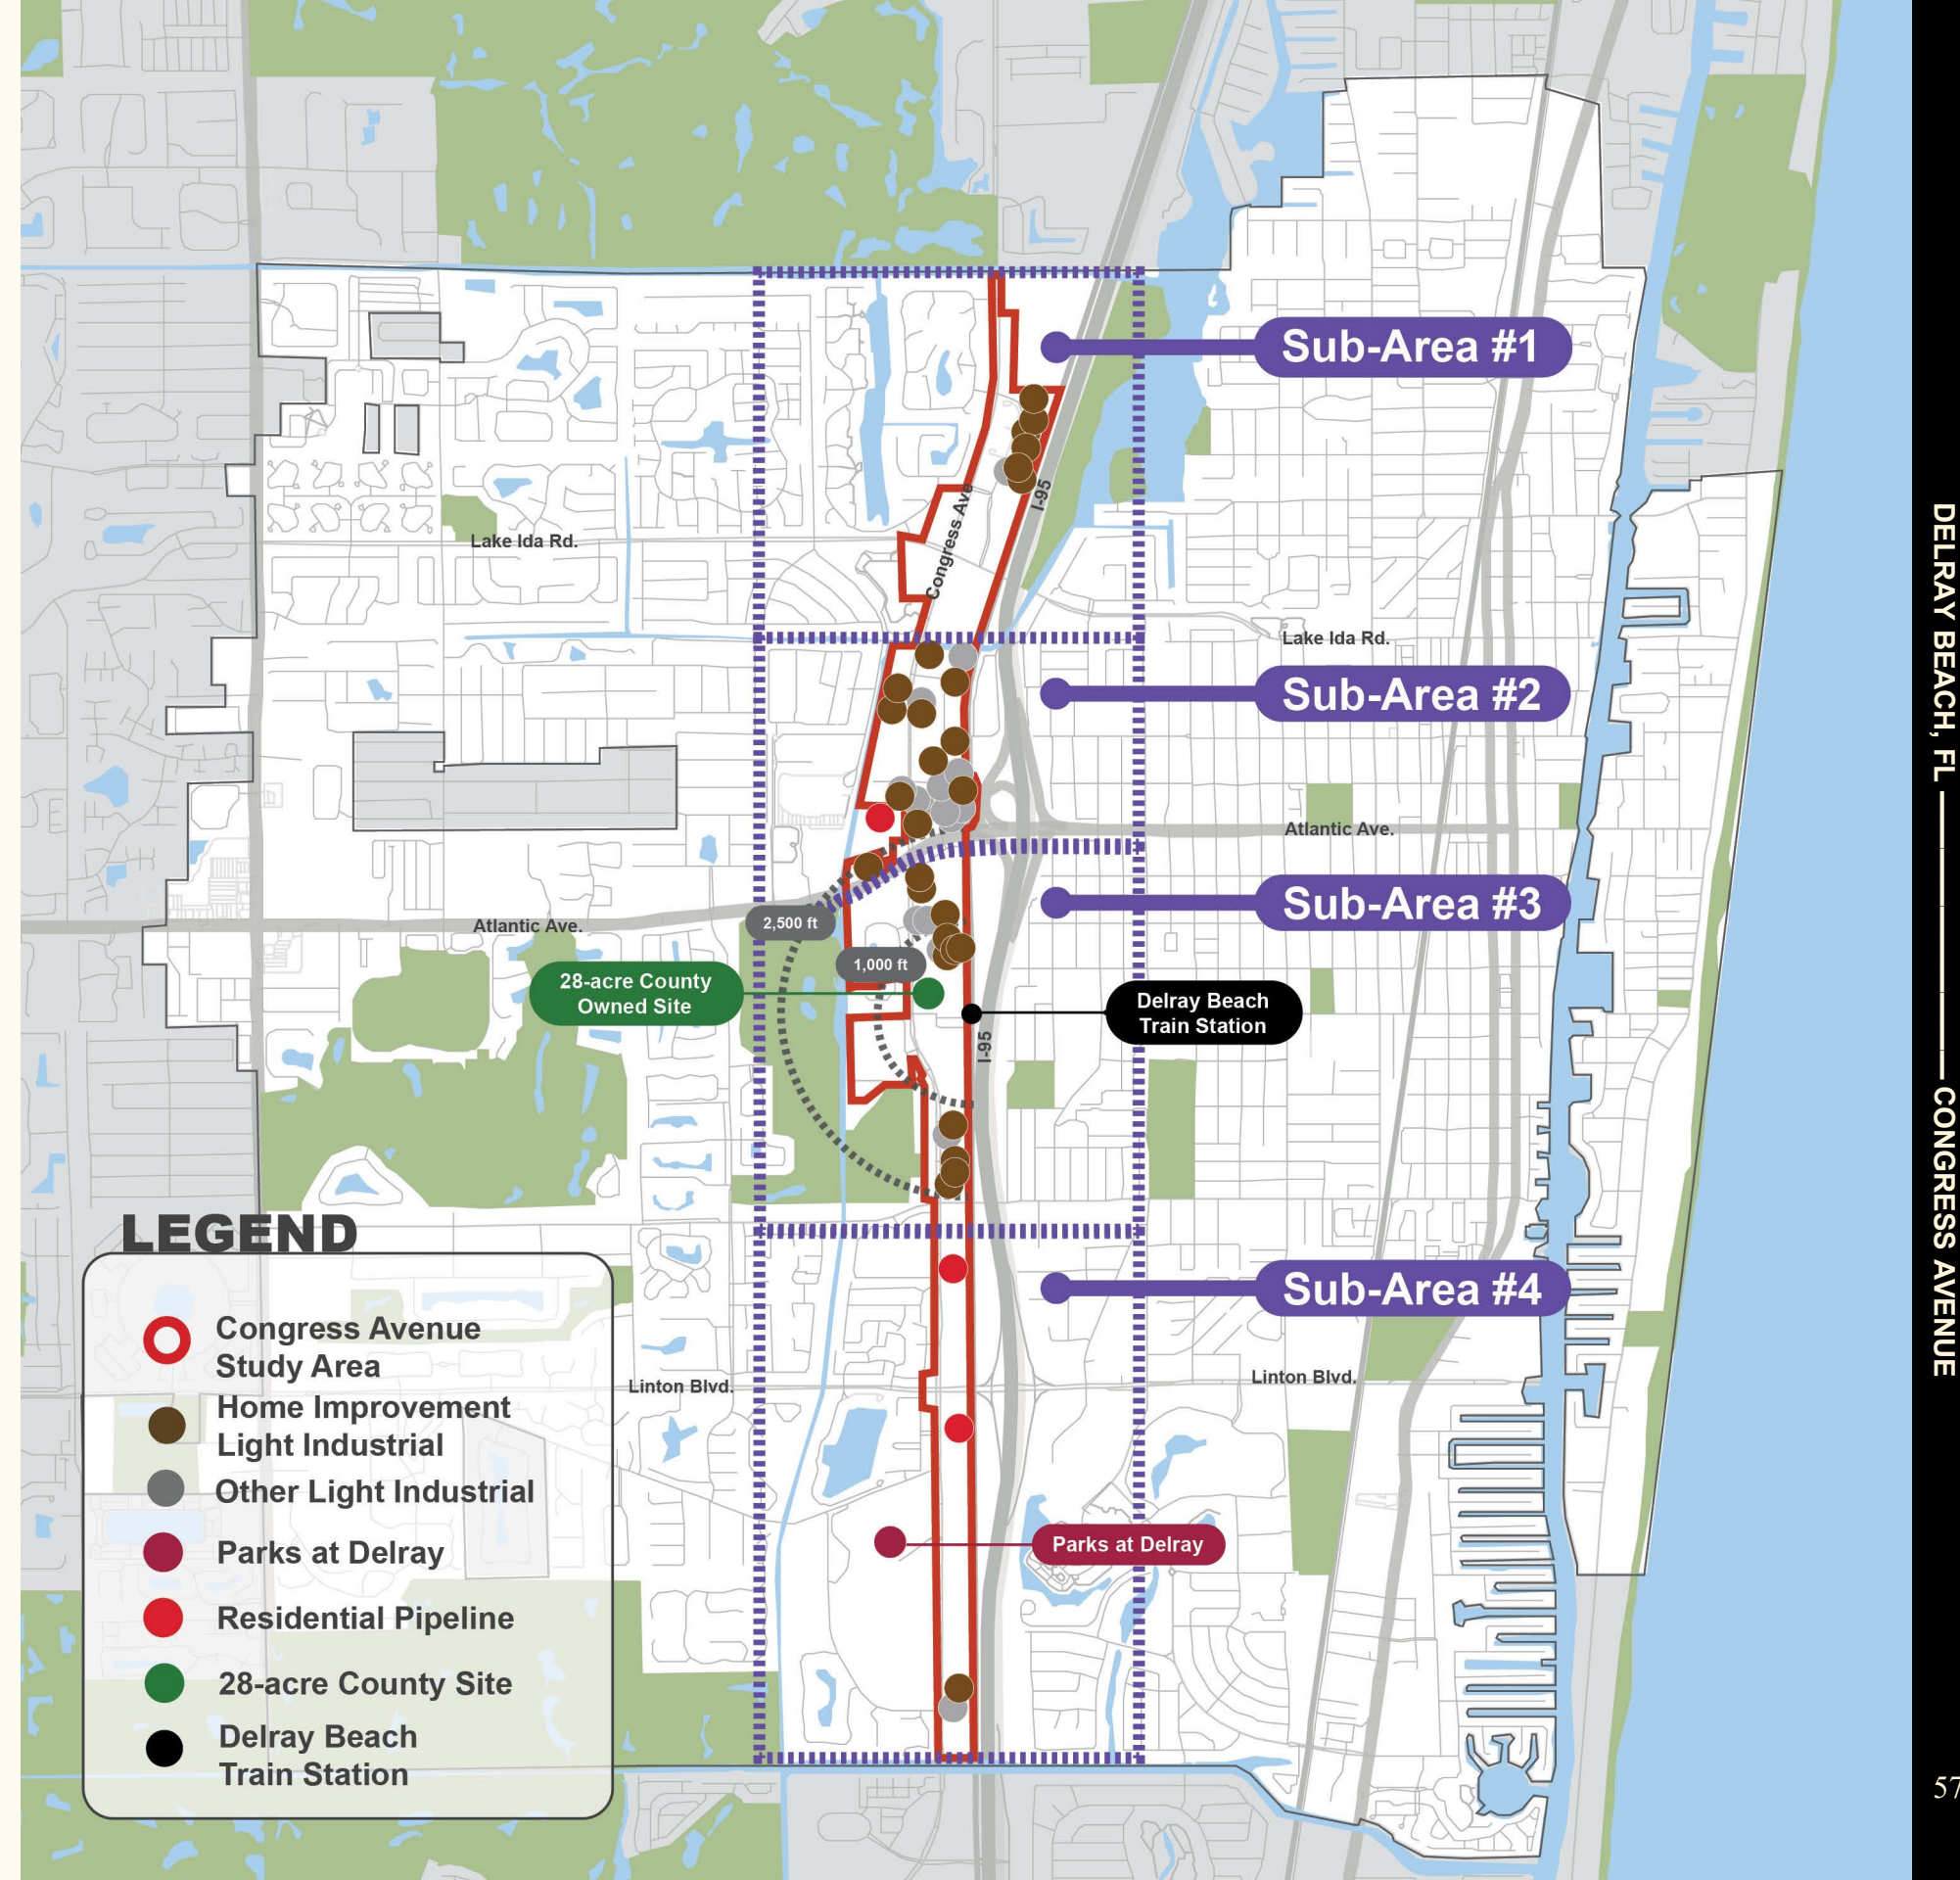 Sub-Area #1
I-95
Congress Ave
Lake Ida Rd.
Lake Ida Rd.
Sub-Area #2
Atlantic Ave.
Sub-Area #3
2,500 ft
Atlantic Ave.
1,000 ft
28-acre County
Owned Site
Delray Beach
Train Station
I-95
Sub-Area #4
Linton Blvd.
Linton Blvd.
Parks at Delray
LEGEND
Congress Avenue
Study Area
Home Improvement
Light Industrial
Other Light Industrial
Parks at Delray
Residential Pipeline
28-acre County Site
Delray Beach
Train Station
DELRAY BEACH, FL
CONGRESS AVENUE
57